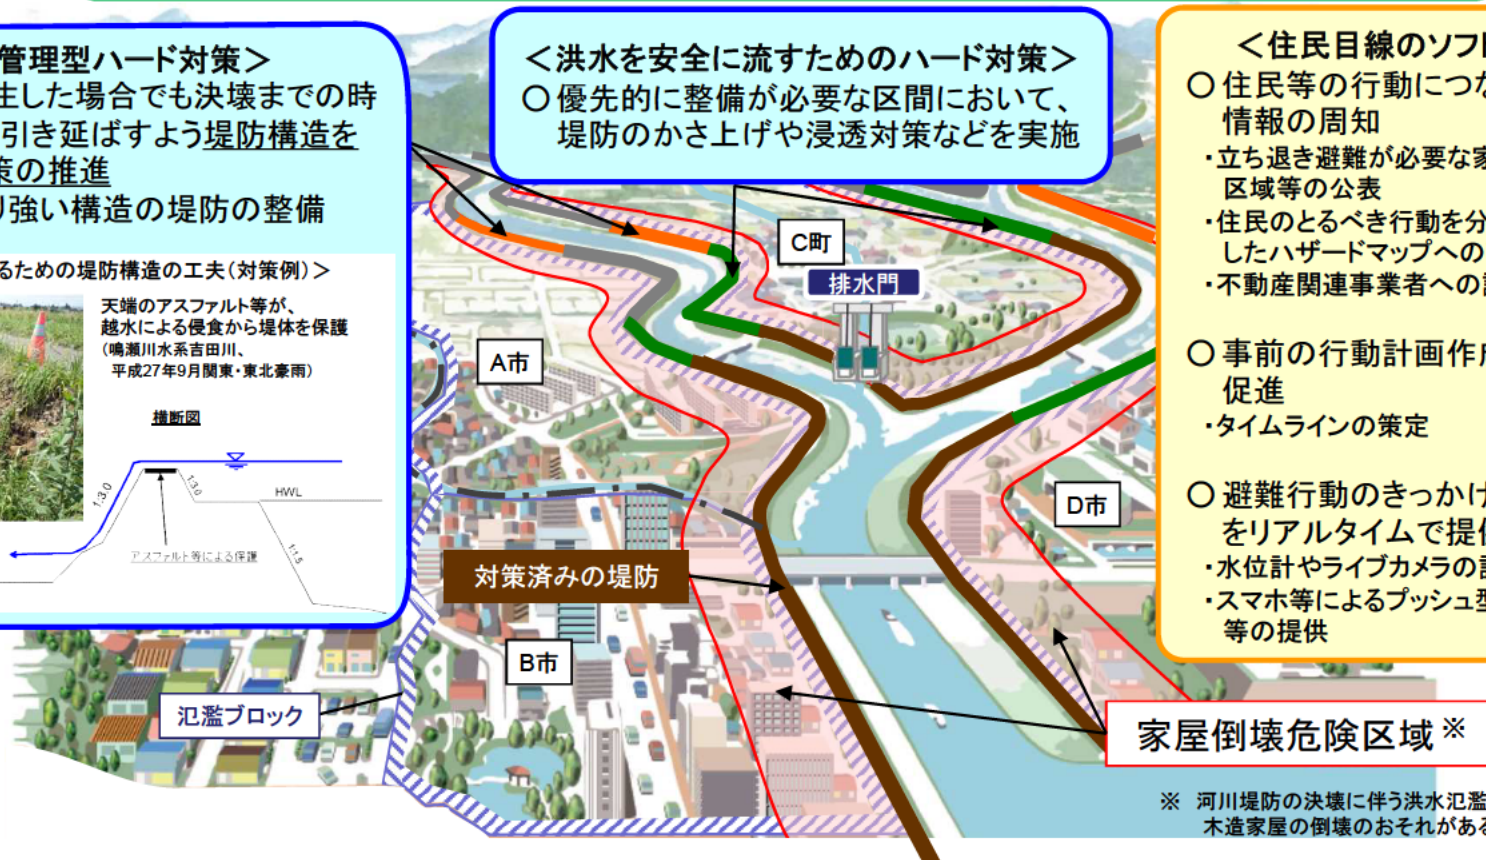 管理型ハード対策＞
生した場合でも決壊までの時
引き延ばすよう堤防構造を
策の推進
り強い構造の堤防の整備
るための堤防構造の工夫（対策例）＞
天端のアスファルト等が、
越水による侵食から堤体を保護
（鳴瀬川水系吉田川、
平成27年9月関東・東北豪雨）
横断図
1:3.0
1:3.0
HWL
1:1.5
アスファルト等による保護
＜洪水を安全に流すためのハード対策＞
○優先的に整備が必要な区間において、
堤防のかさ上げや浸透対策などを実施
C町
排水門
A市
D市
対策済みの堤防
B市
氾濫ブロック
＜住民目線のソフ
○住民等の行動につな
情報の周知
・立ち退き避難が必要な家
区域等の公表
・住民のとるべき行動を分
したハザードマップへの
・不動産関連事業者への
○事前の行動計画作成
促進
・タイムラインの策定
○避難行動のきっかけ
をリアルタイムで提供
・水位計やライブカメラの設
・スマホ等によるプッシュ型
等の提供
家屋倒壊危険区域※
※ 河川堤防の決壊に伴う洪水氾濫
木造家屋の倒壊のおそれがある